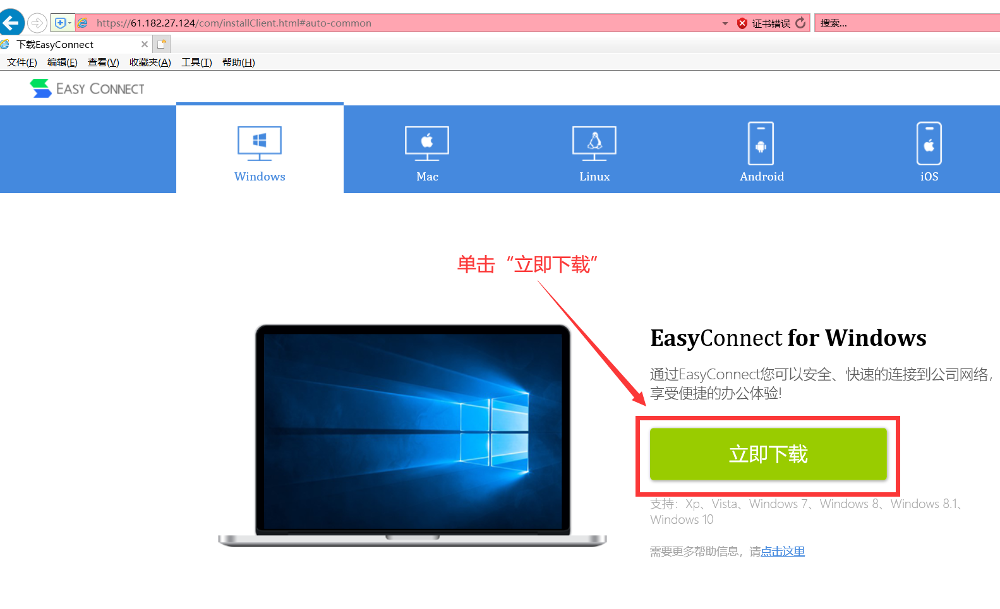 https://61.182.27.124/com/installClient.html#auto-common
证书错误
搜索...
下载EasyConnect
文件(F) 编辑(E) 查看(V) 收藏夹(A) 工具(T) 帮助(H)
EASY CONNECT
Windows
Mac
Linux
Android
iOS
单击“立即下载”
EasyConnect for Windows
通过EasyConnect您可以安全、快速的连接到公司网络，
享受便捷的办公体验!
立即下载
支持：Xp、Vista、Windows 7、Windows 8、Windows 8.1、
Windows 10
需要更多帮助信息，请点击这里